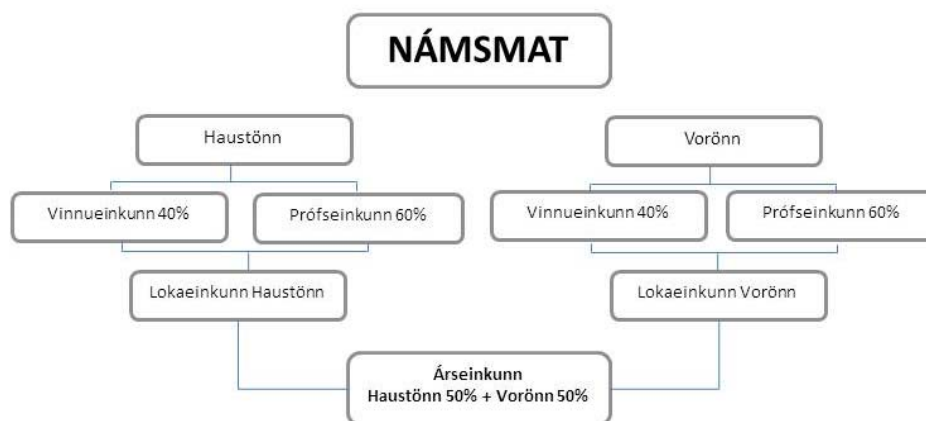 NÁMSMAT
Haustönn
Vorönn
Vinnueinkunn 40%
Prófseinkunn 60%
Vinnueinkunn 40%
Prófseinkunn 60%
Lokaeinkunn Haustönn
Lokaeinkunn Vorönn
Árseinkunn
Haustönn 50% + Vorönn 50%